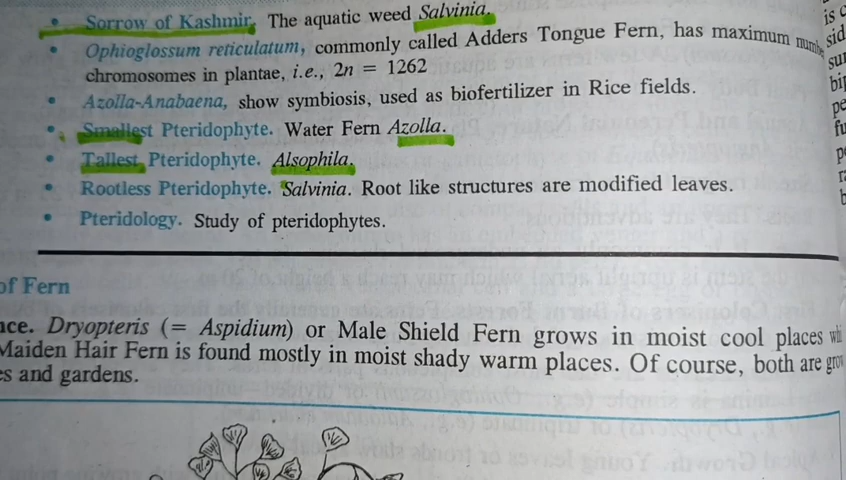 Sorrow of Kashmir. The aquatic weed Salvinia.
Ophioglossum reticulatum, commonly called Adders Tongue Fern, has maximum
chromosomes in plantae, i.e., 2n = 1262
Azolla-Anabaena, show symbiosis, used as biofertilizer in Rice fields.
Smallest Pteridophyte. Water Fern Azolla.
Tallest Pteridophyte. Alsophila.
Rootless Pteridophyte. Salvinia. Root like structures are modified leaves.
Pteridology. Study of pteridophytes.
of Fern
Dryopteris (= Aspidium) or Male Shield Fern grows in moist cool places
Maiden Hair Fern is found mostly in moist shady warm places. Of course, both are
and gardens.